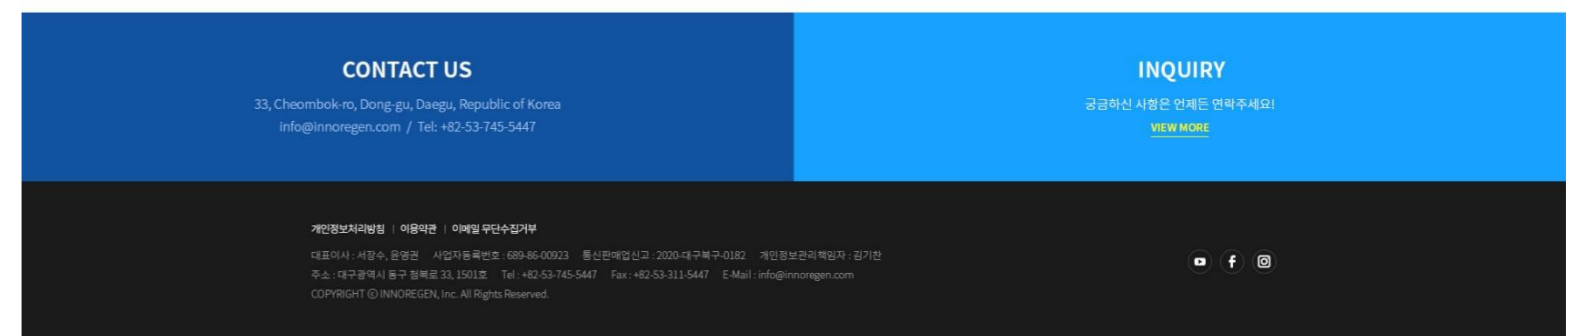 CONTACT US
33, Cheombok-ro, Dong-gu, Daegu, Republic of Korea
info@innoregen.com / Tel: +82-53-745-5447
INQUIRY
궁금하신 사항은 언제든 연락주세요!
VIEW MORE
개인정보처리방침 | 이용약관 | 이메일 무단수집거부
대표이사 : 서장수, 윤영권 사업자등록번호 : 689-86-00923 통신판매업신고 : 2020-대구북구-0182 개인정보관리책임자 : 김기찬
주소 : 대구광역시 동구 첨복로 33, 1501호 Tel : +82-53-745-5447 Fax : +82-53-311-5447 E-Mail : info@innoregen.com
COPYRIGHT ⓒ INNOREGEN, Inc. All Rights Reserved.